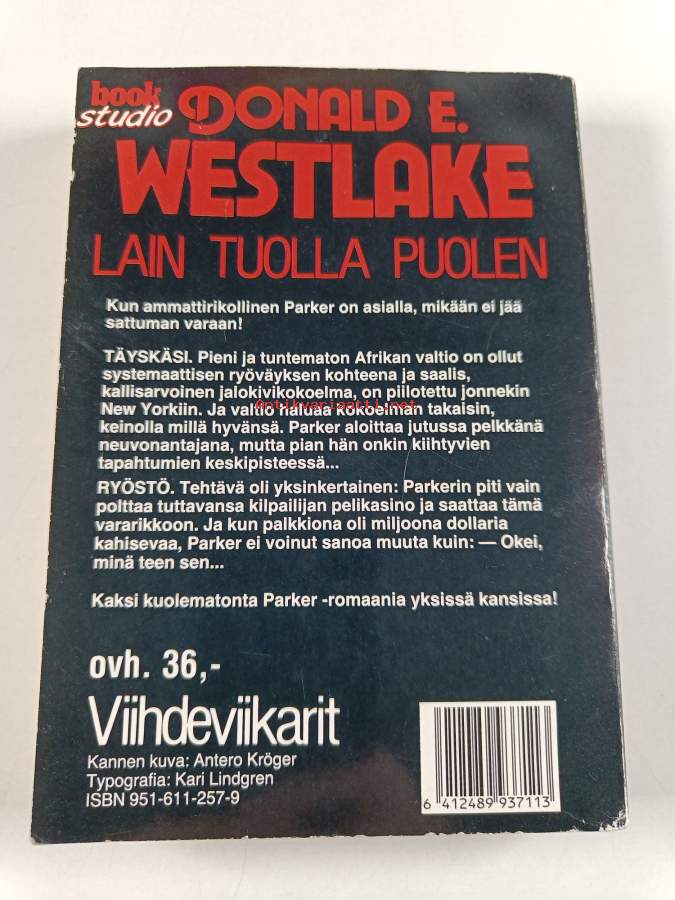 book
studio
DONALD E.
WESTLAKE
LAIN TUOLLA PUOLEN
Kun ammattirikollinen Parker on asialla, mikään ei jää
sattuman varaan!
TÄYSKÄSI. Pieni ja tuntematon Afrikan valtio on ollut
systemaattisen ryöväyksen kohteena ja saalis,
kallisarvoinen jalokivikokoelma, on piilotettu jonnekin
New Yorkiin. Ja valtio haluaa kokoelman takaisin,
Antikvariaatti.net
keinolla millä hyvänsä. Parker aloittaa jutussa pelkkänä
neuvonantajana, mutta pian hän onkin kiihtyvien
tapahtumien keskipisteessä...
RYÖSTÖ. Tehtävä oli yksinkertainen: Parkerin piti vain
polttaa tuttavansa kilpailijan pelikasino ja saattaa tämä
vararikkoon. Ja kun palkkiona oli miljoona dollaria
kahisevaa, Parker ei voinut sanoa muuta kuin: — Okei,
minä teen sen...
Kaksi kuolematonta Parker -romaania yksissä kansissa!
ovh. 36,-
Viihdeviikarit
Kannen kuva: Antero Kröger
Typografia: Kari Lindgren
ISBN 951-611-257-9
6 412489 937113